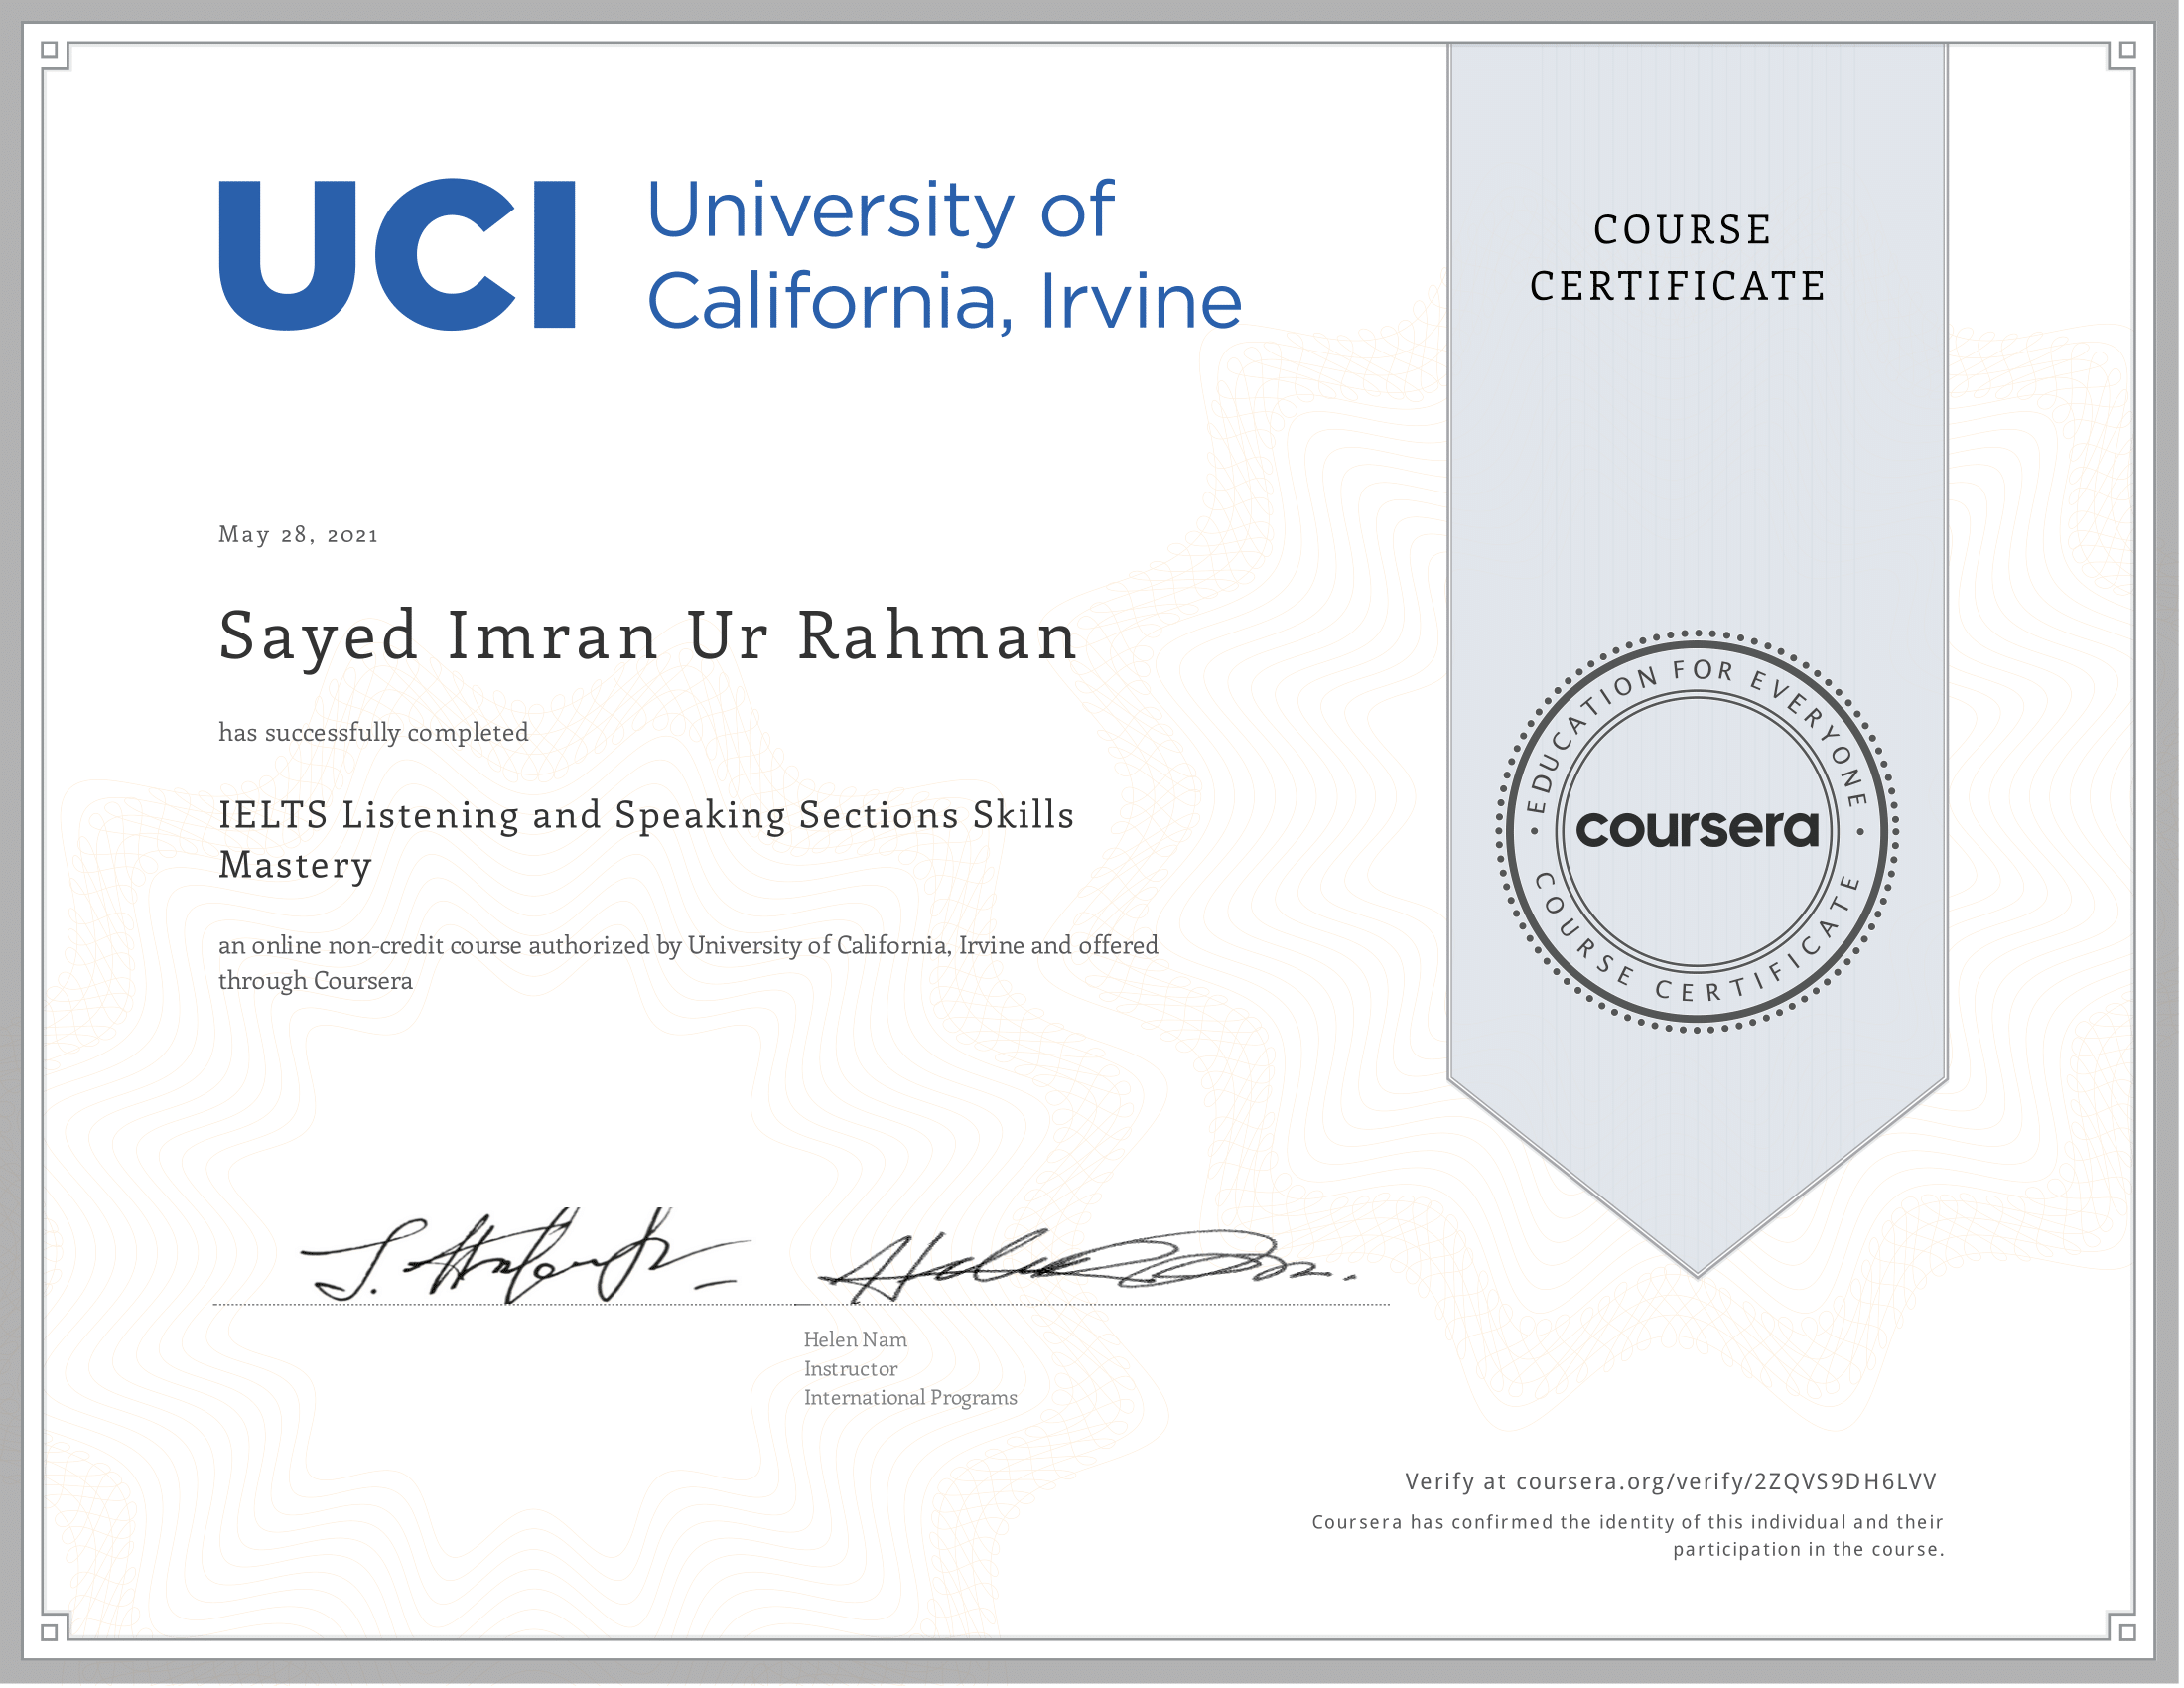 UCI University of
California, Irvine
COURSE
CERTIFICATE
May 28, 2021
Sayed Imran Ur Rahman
has successfully completed
IELTS Listening and Speaking Sections Skills
Mastery
an online non-credit course authorized by University of California, Irvine and offered
through Coursera
EDUCATION FOR EVERYONE
coursera
COURSE CERTIFICATE
Helen Nam
Instructor
International Programs
Verify at coursera.org/verify/2ZQVS9DH6LVV
Coursera has confirmed the identity of this individual and their
participation in the course.